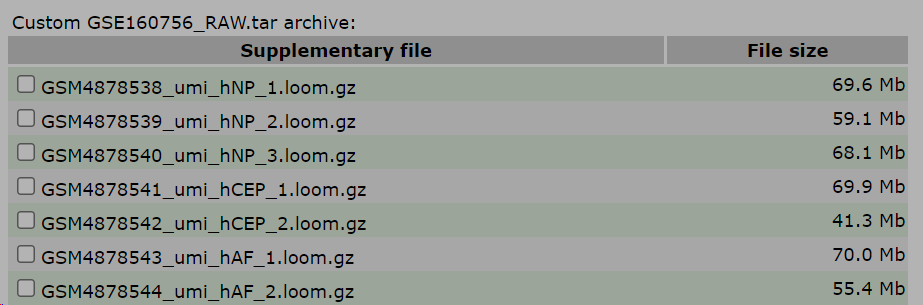 Custom GSE160756_RAW.tar archive:
Supplementary file File size
GSM4878538_umi_hNP_1.loom.gz 69.6 Mb
GSM4878539_umi_hNP_2.loom.gz 59.1 Mb
GSM4878540_umi_hNP_3.loom.gz 68.1 Mb
GSM4878541_umi_hCEP_1.loom.gz 69.9 Mb
GSM4878542_umi_hCEP_2.loom.gz 41.3 Mb
GSM4878543_umi_hAF_1.loom.gz 70.0 Mb
GSM4878544_umi_hAF_2.loom.gz 55.4 Mb